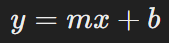 y = mx + b